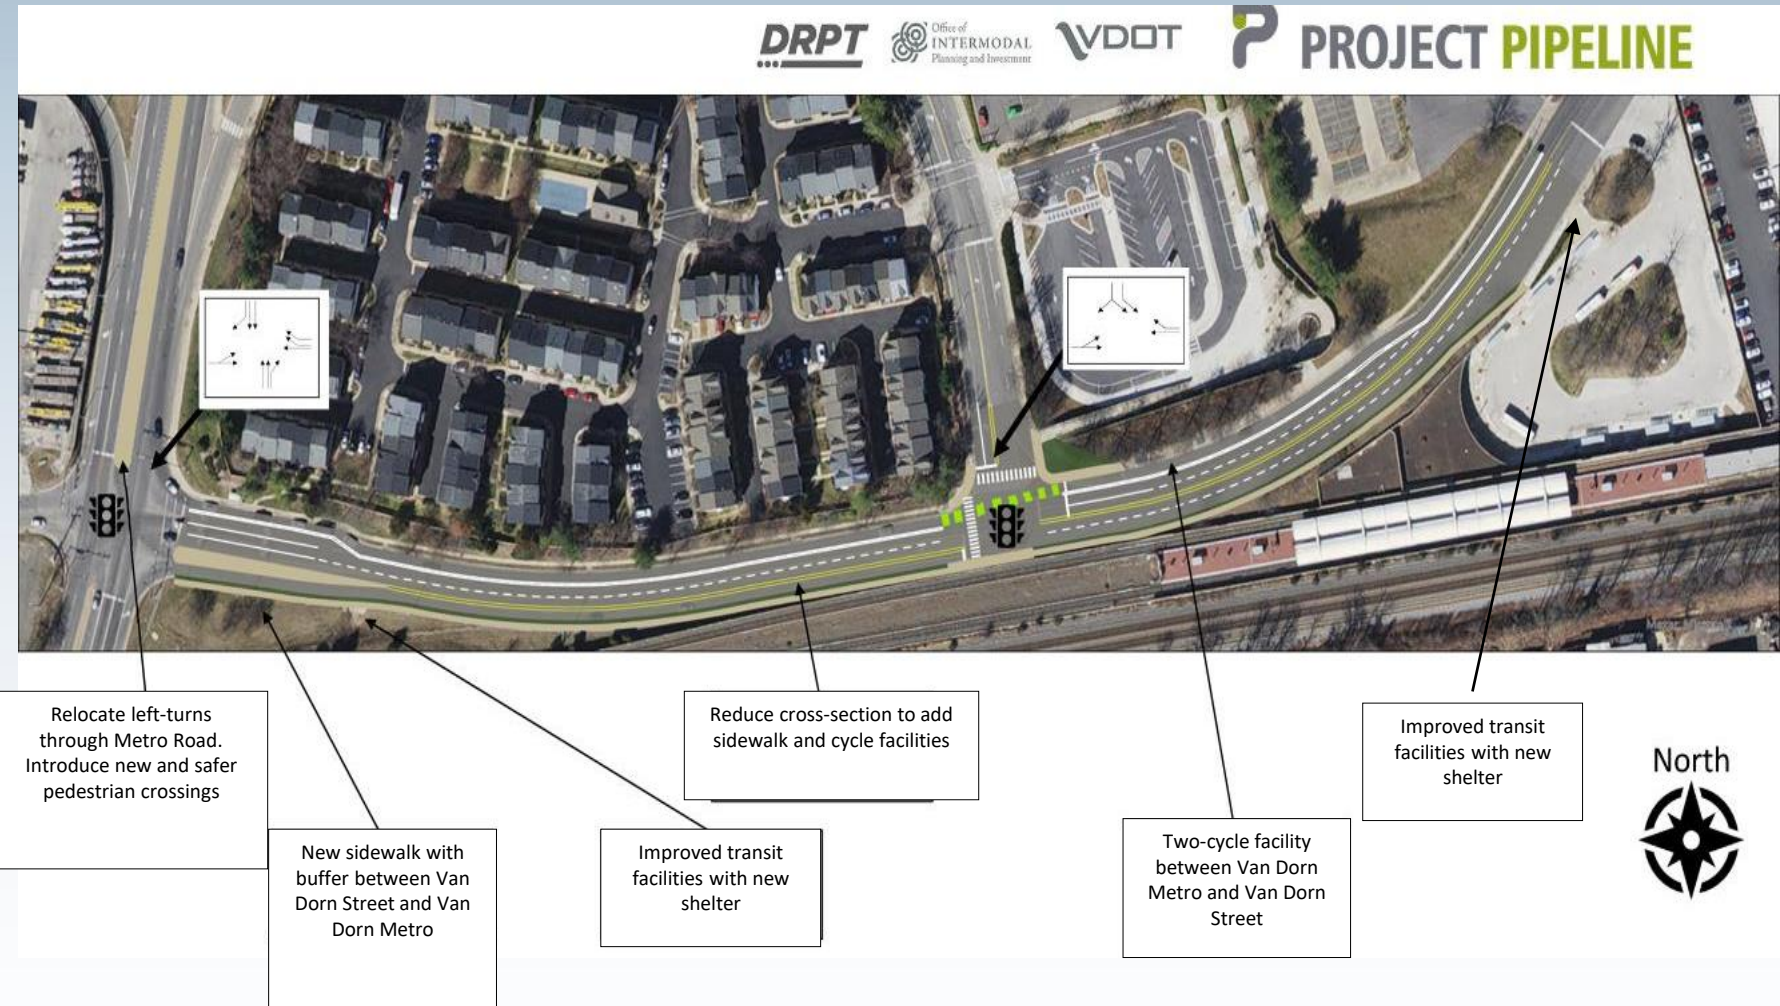 DRPT
Office of
INTERMODAL
Planning and Investment
VDOT
PROJECT PIPELINE
Relocate left-turns
through Metro Road.
Introduce new and safer
pedestrian crossings
New sidewalk with
buffer between Van
Dorn Street and Van
Dorn Metro
Improved transit
facilities with new
shelter
Reduce cross-section to add
sidewalk and cycle facilities
Two-cycle facility
between Van Dorn
Metro and Van Dorn
Street
Improved transit
facilities with new
shelter
North